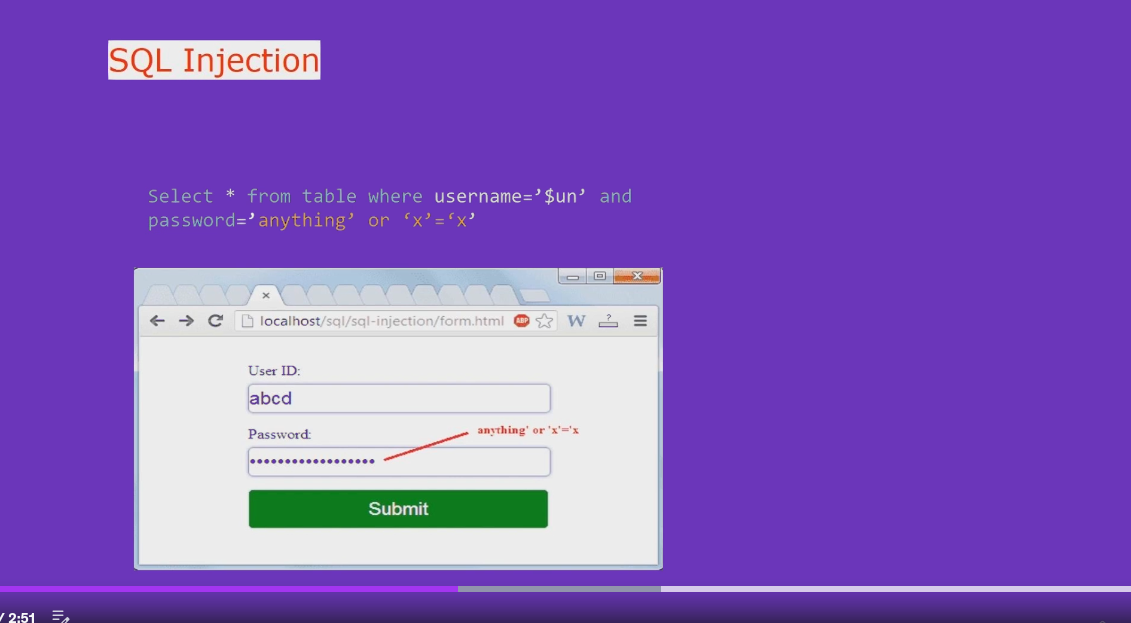 SQL Injection
Select * from table where username=’$un’ and
password=’anything’ or ‘x’=‘x’
localhost/sql/sql-injection/form.html ABP W ?
User ID:
abcd
Password:
anything' or 'x'='x
Submit
/ 2:51